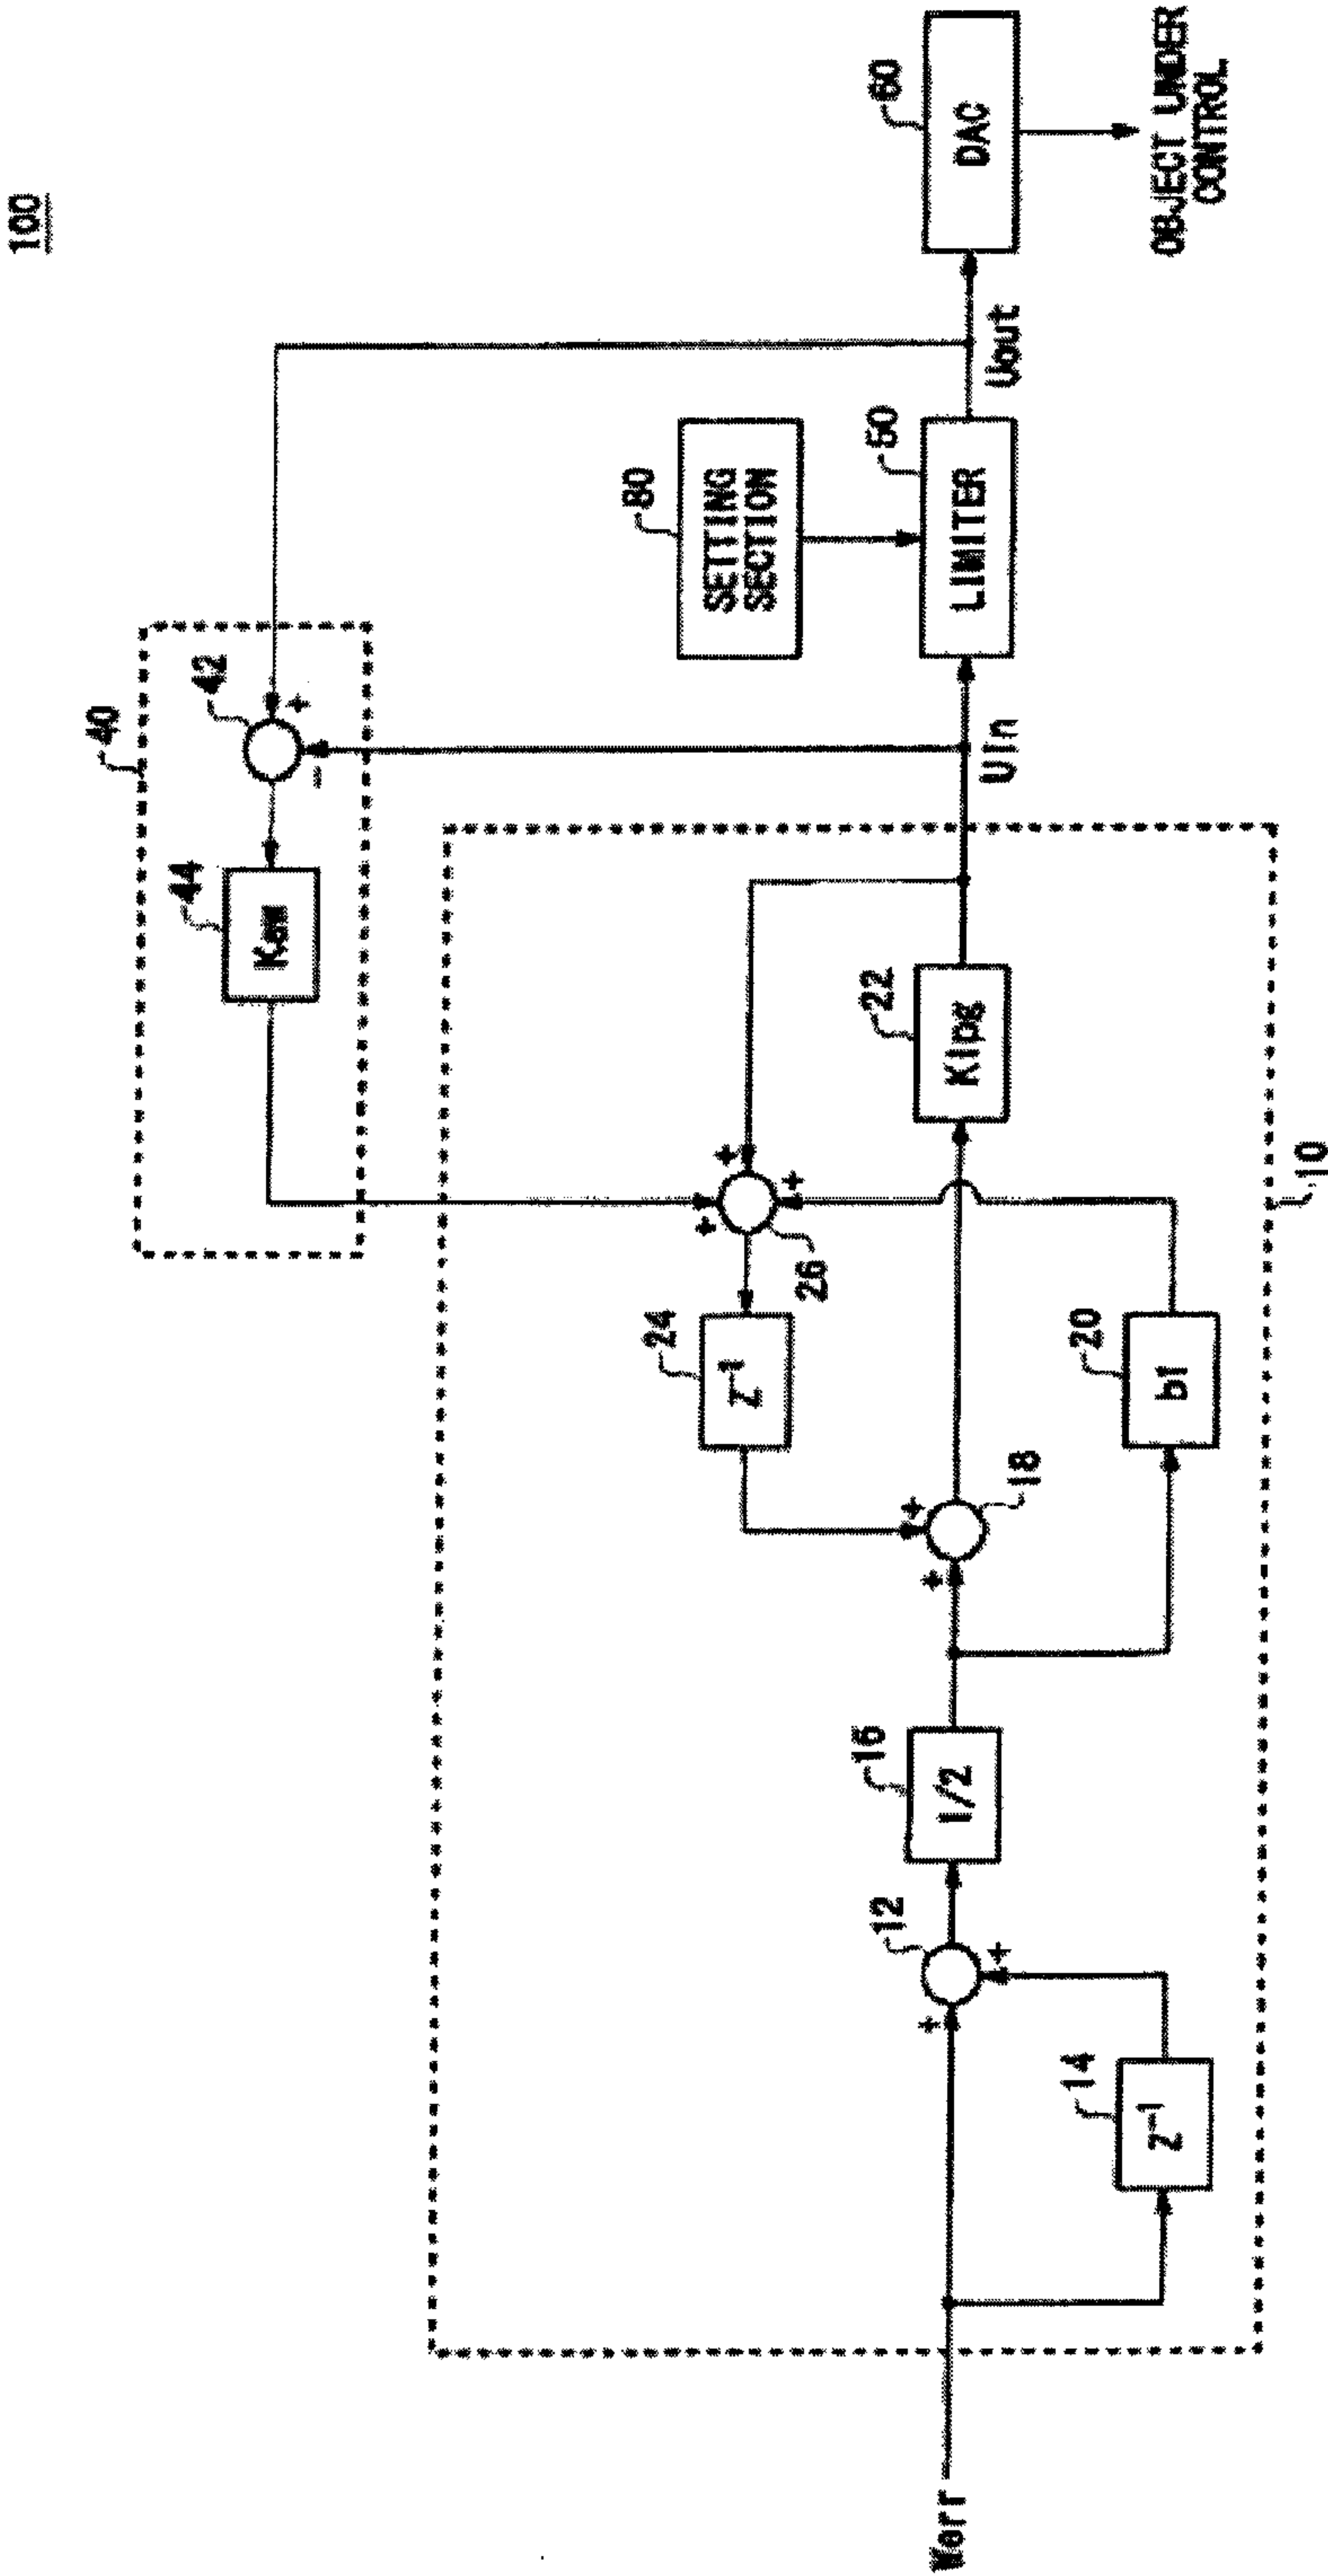 100
40
42
44
Kaw
80
SETTING
SECTION
60
DAC
OBJECT UNDER
CONTROL
50
LIMITER
Uout
Uin
+
−
22
Kipg
24
Z⁻¹
26
+
+
+
18
+
+
20
b1
16
1/2
12
+
+
14
Z⁻¹
Werr
10